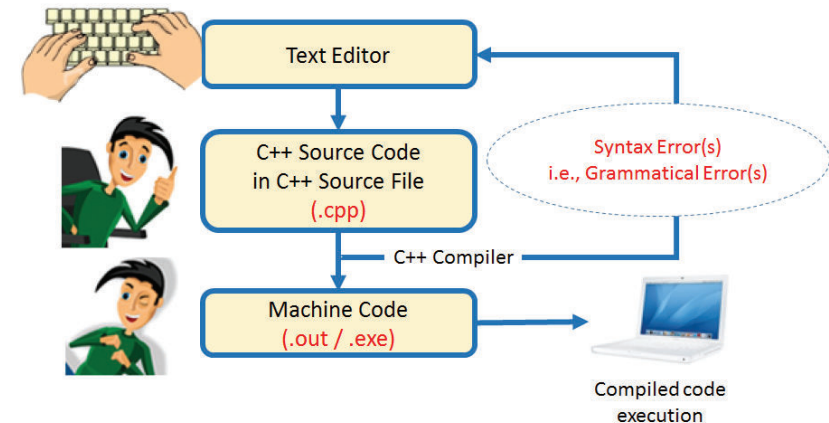 Text Editor
C++ Source Code
in C++ Source File
(.cpp)
Syntax Error(s)
i.e., Grammatical Error(s)
C++ Compiler
Machine Code
(.out / .exe)
Compiled code
execution